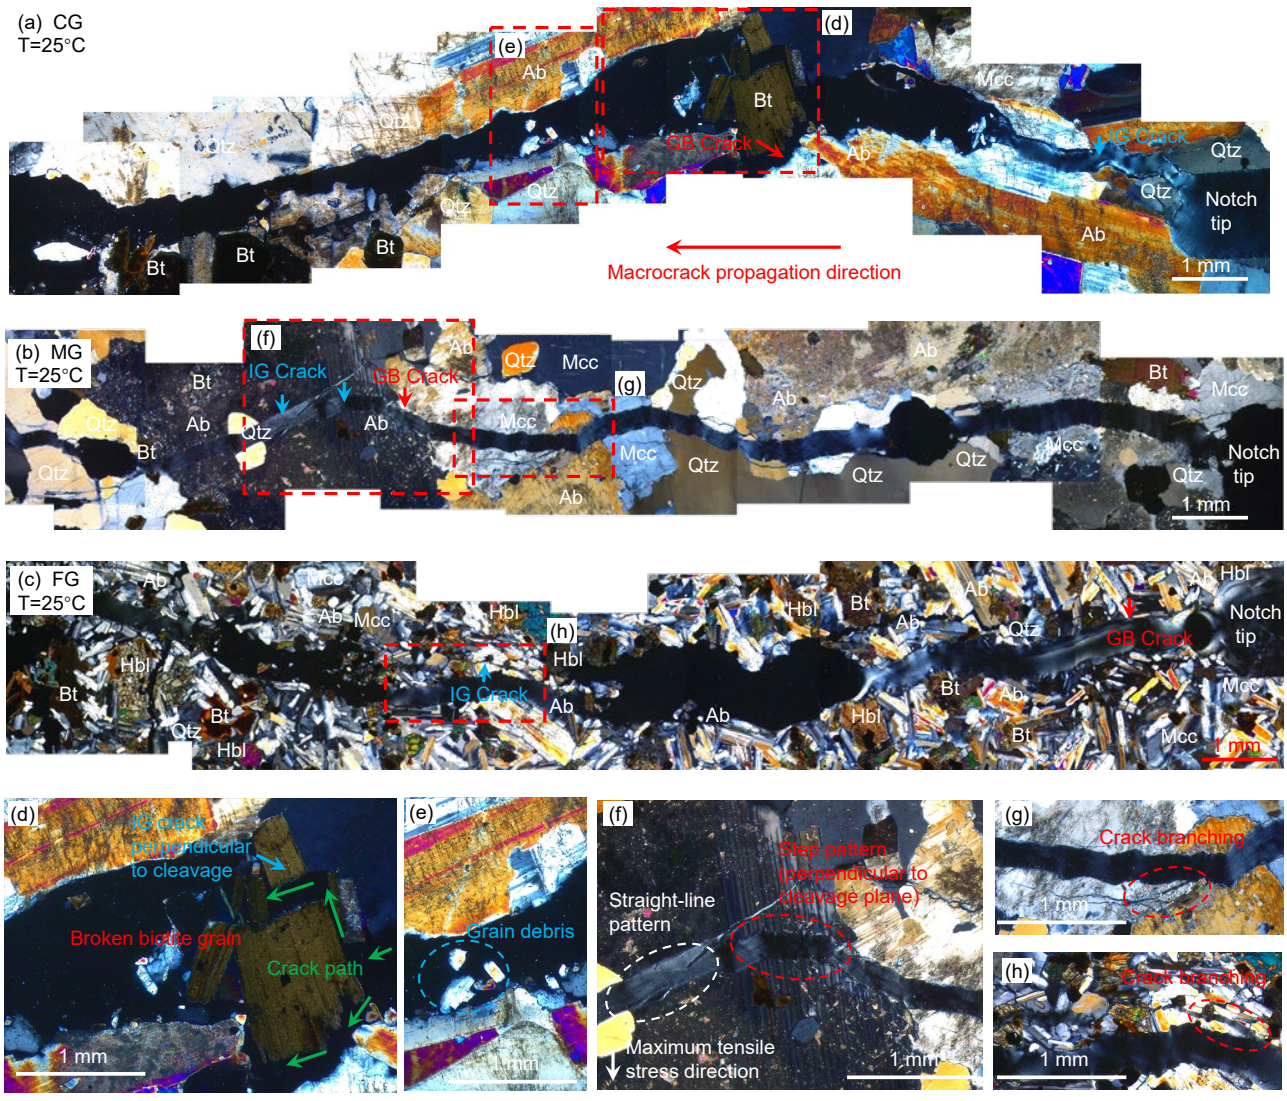 (a) CG
T=25°C
(e)
(d)
Ab
Mcc
Bt
Qtz
Qtz
IG Crack
GB Crack
Ab
Qtz
Qtz
Qtz
Qtz
Notch
tip
Bt
Bt
Bt
Ab
Macrocrack propagation direction
1 mm
(b) MG
T=25°C
(f)
Ab
Qtz
Mcc
Ab
Bt
IG Crack
GB Crack
(g)
Qtz
Bt
Ab
Ab
Mcc
Ab
Mcc
Qtz
Bt
Qtz
Mcc
Qtz
Qtz
Qtz
Mcc
Qtz
Notch
tip
Ab
1 mm
(c) FG
T=25°C
Ab
Mcc
Ab
Mcc
Hbl
(h)
Hbl
Bt
Ab
Ab
Qtz
Ab
Hbl
Notch
tip
GB Crack
Hbl
Hbl
IG Crack
Bt
Bt
Ab
Ab
Bt
Ab
Mcc
Qtz
Hbl
Hbl
Bt
Mcc
1 mm
(d)
IG crack
perpendicular
to cleavage
Broken biotite grain
Crack path
1 mm
(e)
Grain debris
1 mm
(f)
Step pattern
(perpendicular to
cleavage plane)
Straight-line
pattern
Maximum tensile
stress direction
1 mm
(g)
Crack branching
1 mm
(h)
Crack branching
1 mm